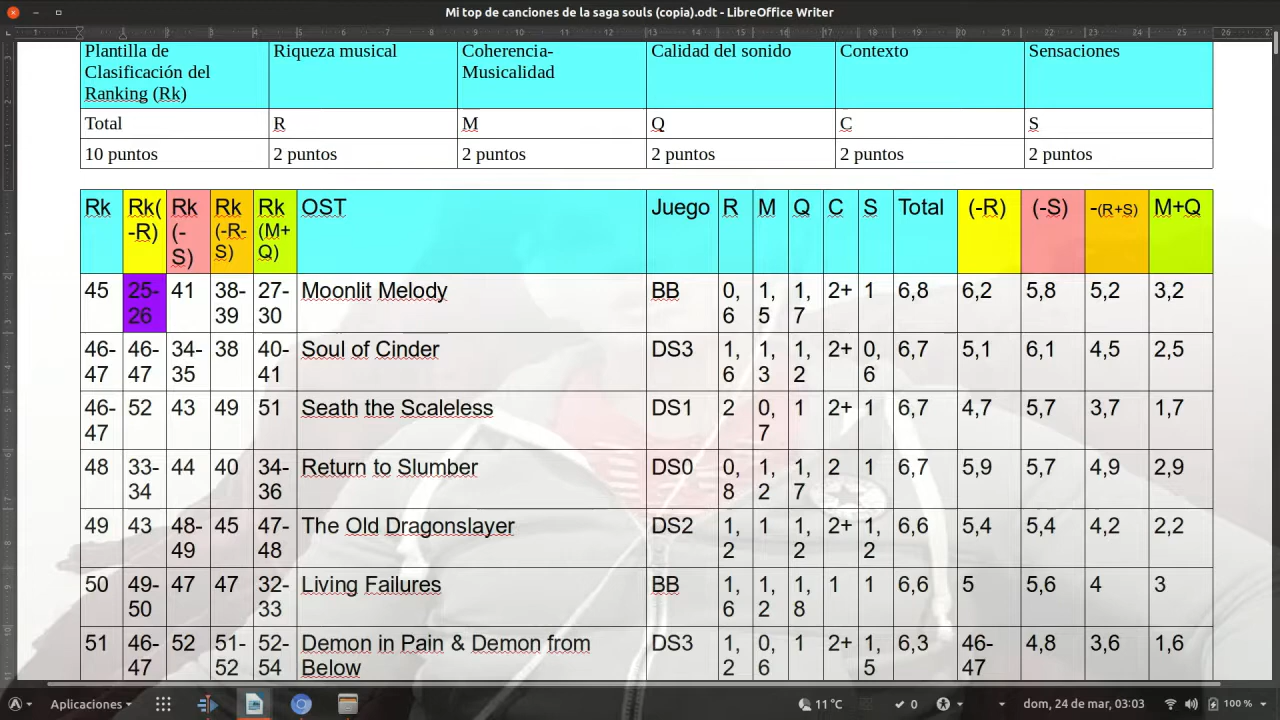 Mi top de canciones de la saga souls (copia).odt - LibreOffice Writer
Plantilla de Clasificación del Ranking (Rk) Riqueza musical Coherencia-Musicalidad Calidad del sonido Contexto Sensaciones
Total R M Q C S
10 puntos 2 puntos 2 puntos 2 puntos 2 puntos 2 puntos
Rk Rk(-R) Rk (-S) Rk (-R-S) Rk (M+Q) OST Juego R M Q C S Total (-R) (-S) -(R+S) M+Q
45 25-26 41 38-39 27-30 Moonlit Melody BB 0,6 1,5 1,7 2+ 1 6,8 6,2 5,8 5,2 3,2
46-47 46-47 34-35 38 40-41 Soul of Cinder DS3 1,6 1,3 1,2 2+ 0,6 6,7 5,1 6,1 4,5 2,5
46-47 52 43 49 51 Seath the Scaleless DS1 2 0,7 1 2+ 1 6,7 4,7 5,7 3,7 1,7
48 33-34 44 40 34-36 Return to Slumber DS0 0,8 1,2 1,7 2 1 6,7 5,9 5,7 4,9 2,9
49 43 48-49 45 47-48 The Old Dragonslayer DS2 1,2 1 1,2 2+ 1,2 6,6 5,4 5,4 4,2 2,2
50 49-50 47 47 32-33 Living Failures BB 1,6 1,2 1,8 1 1 6,6 5 5,6 4 3
51 46-47 52 51-52 52-54 Demon in Pain & Demon from Below DS3 1,2 0,6 1 2+ 1,5 6,3 46-47 4,8 3,6 1,6
Aplicaciones 11 °C 0 dom, 24 de mar, 03:03 100 %